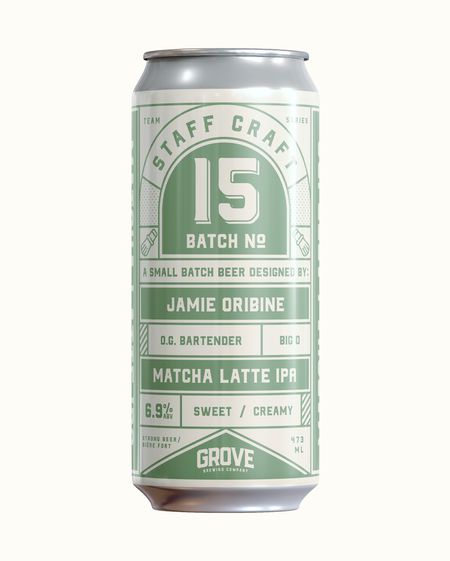 TEAM SERIES
STAFF CRAFT
15
BATCH Nº
A SMALL BATCH BEER DESIGNED BY:
JAMIE ORIBINE
O.G. BARTENDER BIG O
MATCHA LATTE IPA
6.9% ABV SWEET / CREAMY
STRONG BEER/ 473
BIÈRE FORT ML
GROVE
BREWING COMPANY